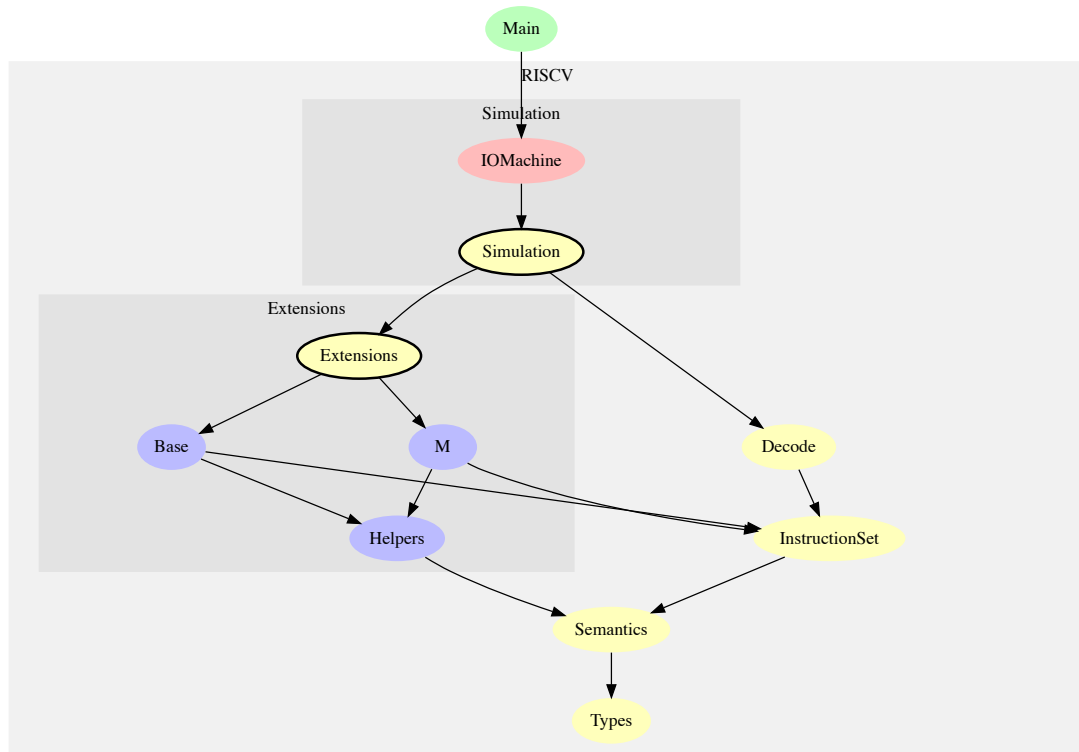 Main
RISCV
Simulation
IOMachine
Simulation
Extensions
Extensions
Base
M
Decode
Helpers
InstructionSet
Semantics
Types